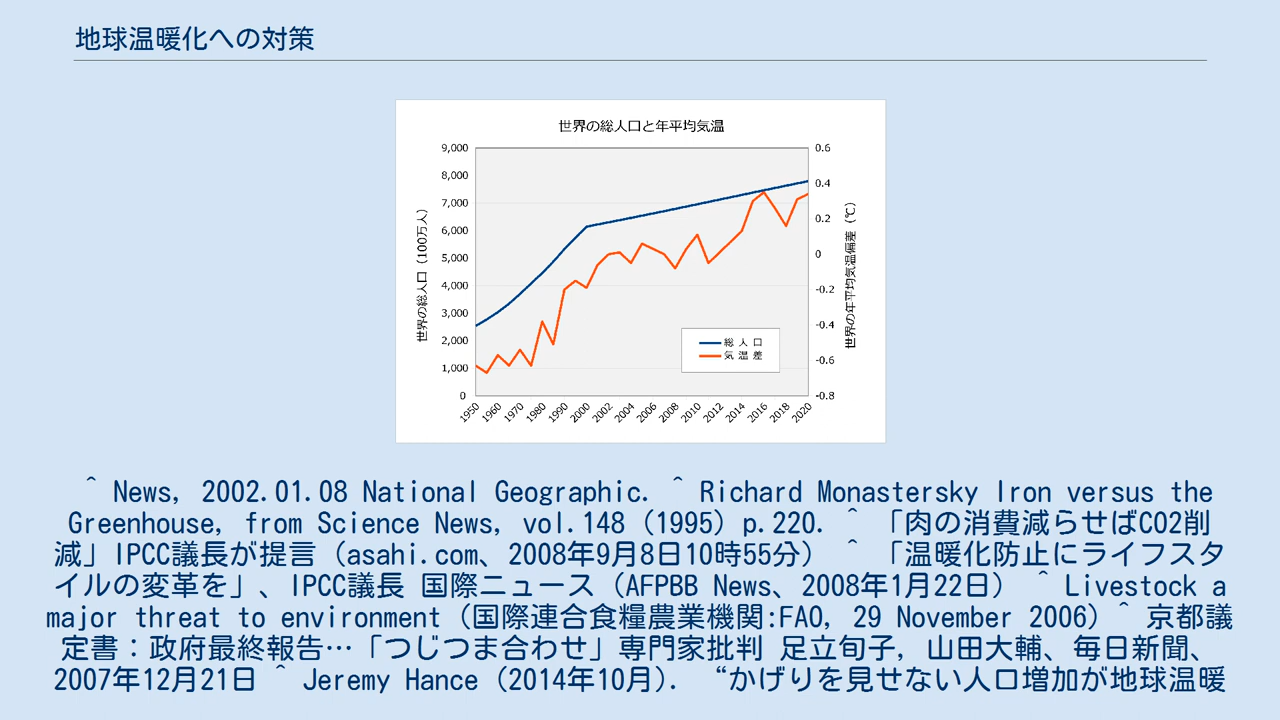 地球温暖化への対策
世界の総人口と年平均気温
9,000
8,000
7,000
6,000
5,000
4,000
3,000
2,000
1,000
0
世界の総人口（100万人）
0.6
0.4
0.2
0
-0.2
-0.4
-0.6
-0.8
世界の年平均気温偏差（℃）
総 人 口
気 温 差
1950 1960 1970 1980 1990 2000 2002 2004 2006 2008 2010 2012 2014 2016 2018 2020
^ News, 2002.01.08 National Geographic. ^ Richard Monastersky Iron versus the
Greenhouse, from Science News, vol.148 (1995) p.220. ^ 「肉の消費減らせばCO2削
減」IPCC議長が提言（asahi.com、2008年9月8日10時55分） ^ 「温暖化防止にライフスタ
イルの変革を」、IPCC議長 国際ニュース（AFPBB News、2008年1月22日） ^ Livestock a
major threat to environment（国際連合食糧農業機関:FAO, 29 November 2006）^ 京都議
定書：政府最終報告…「つじつま合わせ」専門家批判 足立旬子, 山田大輔、毎日新聞、
2007年12月21日 ^ Jeremy Hance (2014年10月). “かげりを見せない人口増加が地球温暖